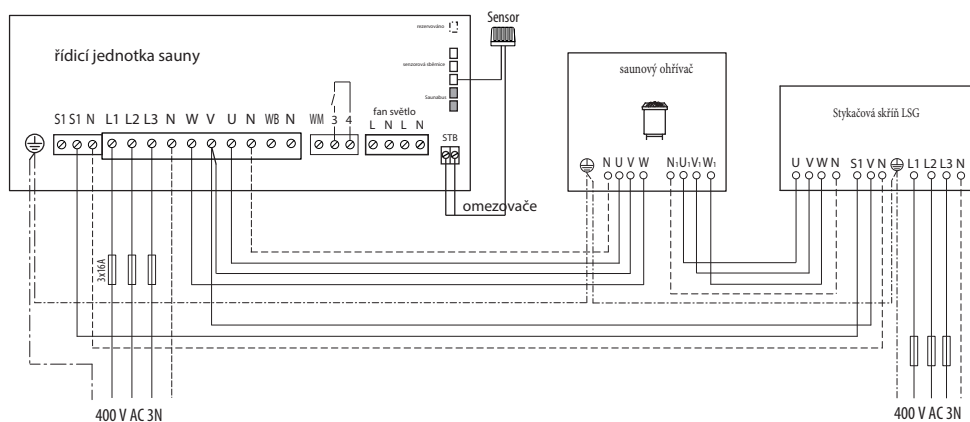 rezervováno
Sensor
řídicí jednotka sauny
senzorová sběrnice
Saunabus
saunový ohřívač
Stykačová skříň LSG
S1 S1 N L1 L2 L3 N W V U N WB N
WM 3 4
fan světlo
L N L N
STB
omezovače
N U V W
N1 U1 V1 W1
U V W N
S1 V N
L1 L2 L3 N
3x16A
400 V AC 3N
400 V AC 3N